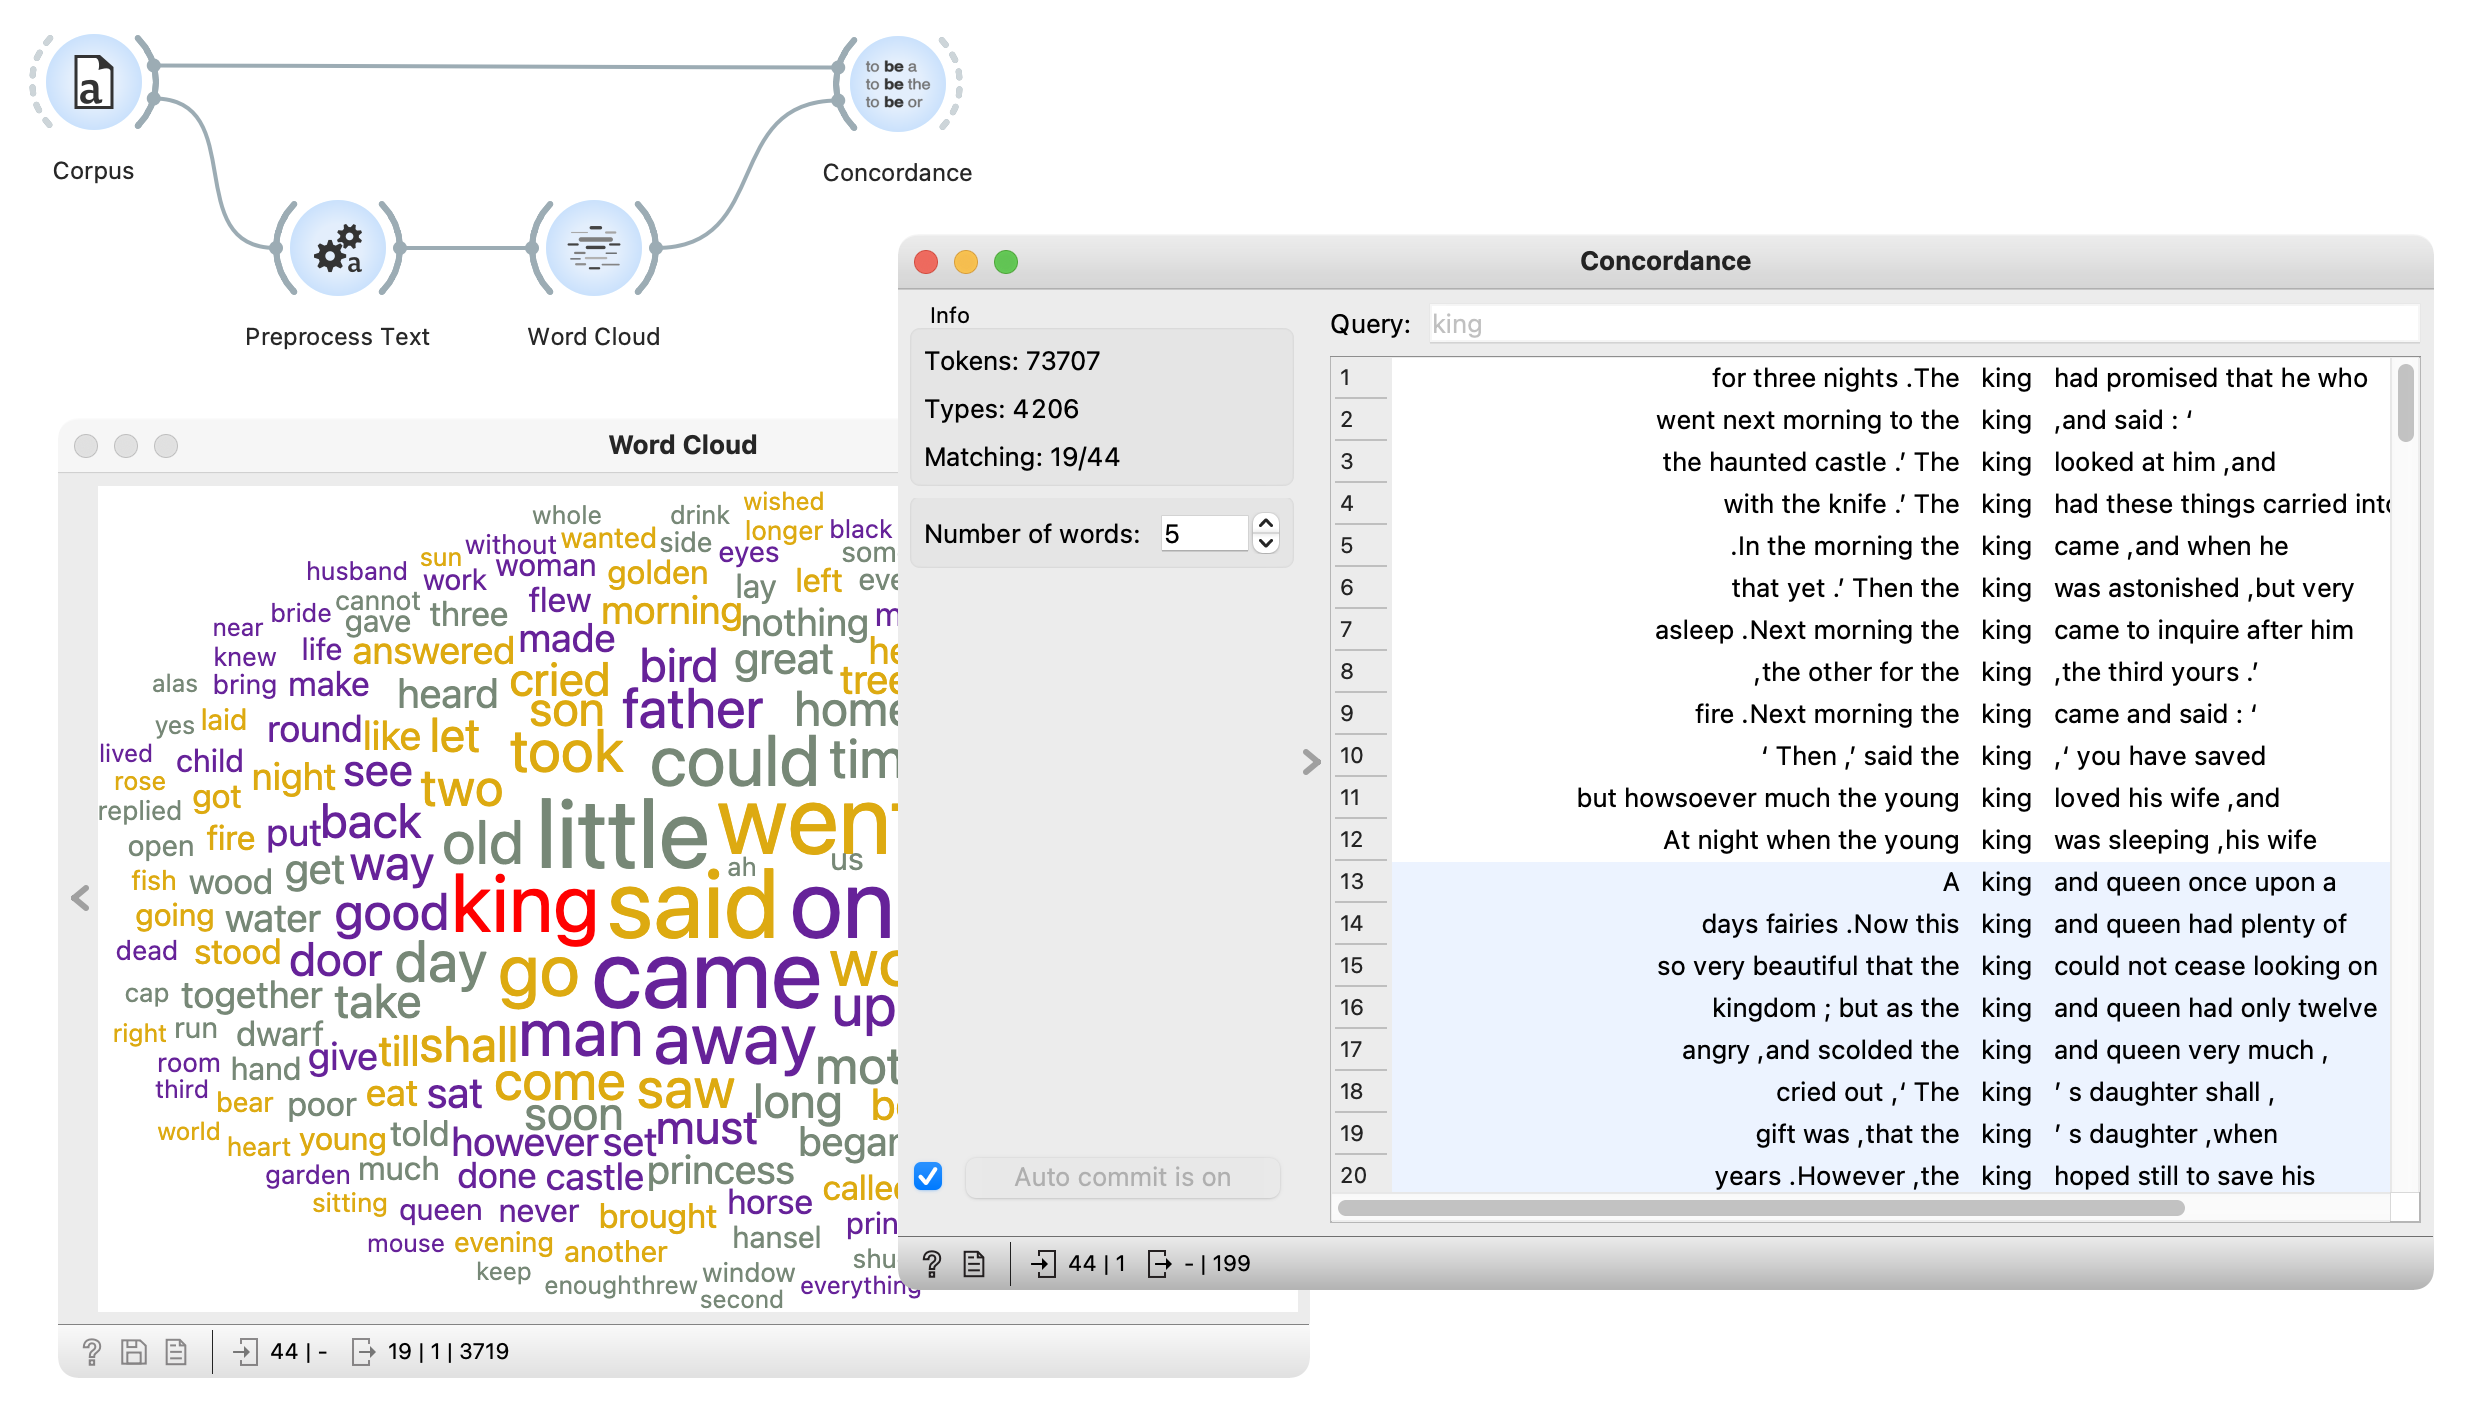 a
to be a
to be the
to be or
Corpus
Concordance
a
Preprocess Text
Word Cloud
Concordance
Info
Tokens: 73707
Types: 4206
Matching: 19/44
Number of words: 5
Auto commit is on
44 | 1
- | 199
Query: king
1 for three nights .The king had promised that he who
2 went next morning to the king ,and said : ‘
3 the haunted castle .’ The king looked at him ,and
4 with the knife .’ The king had these things carried into
5 .In the morning the king came ,and when he
6 that yet .’ Then the king was astonished ,but very
7 asleep .Next morning the king came to inquire after him
8 ,the other for the king ,the third yours .’
9 fire .Next morning the king came and said : ‘
10 ‘ Then ,’ said the king ,‘ you have saved
11 but howsoever much the young king loved his wife ,and
12 At night when the young king was sleeping ,his wife
13 A king and queen once upon a
14 days fairies .Now this king and queen had plenty of
15 so very beautiful that the king could not cease looking on
16 kingdom ; but as the king and queen had only twelve
17 angry ,and scolded the king and queen very much ,
18 cried out ,‘ The king ’ s daughter shall ,
19 gift was ,that the king ’ s daughter ,when
20 years .However ,the king hoped still to save his
Word Cloud
wished
whole drink
longer black
without wanted side eyes som
sun
husband work woman golden lay left eve
cannot flew morning
bride gave three nothing m
near made
knew life answered bird great he
alas bring make heard cried tree
son father home
yes laid round like let took could tim
lived child night see two
rose got
replied put back old little went
open fire way ah us
fish wood get
going water good king said on
dead stood door day go came wo
cap together take up
right run dwarf give till shall man away
room hand mot
third bear poor eat sat come saw long b
soon
world heart young told however set must began
garden much done castle princess
sitting queen never brought horse called
prin
mouse evening another hansel
shu
keep enough threw window everything
second
44 | -
19 | 1 | 3719